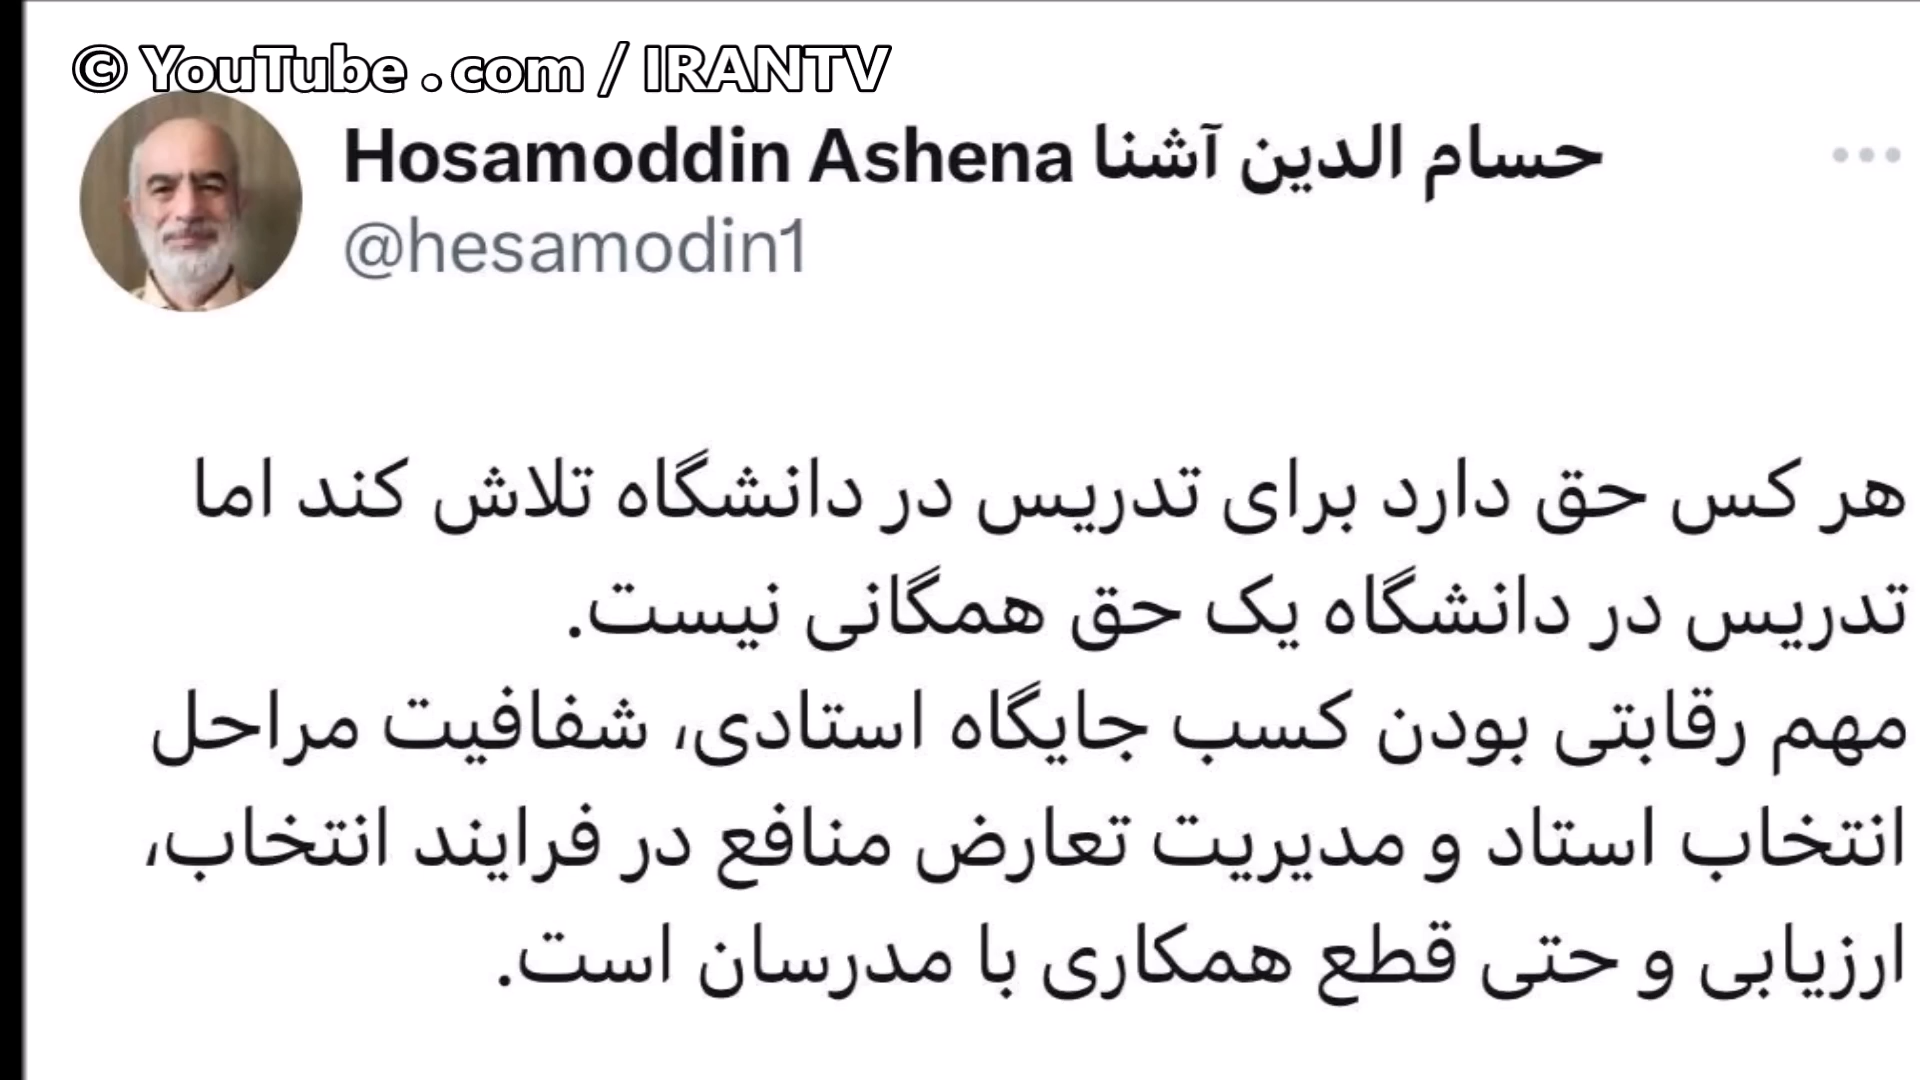 © YouTube . com / IRANTV
Hosamoddin Ashena حسام الدین آشنا
@hesamodin1
هر کس حق دارد برای تدریس در دانشگاه تلاش کند اما
تدریس در دانشگاه یک حق همگانی نیست.
مهم رقابتی بودن کسب جایگاه استادی، شفافیت مراحل
انتخاب استاد و مدیریت تعارض منافع در فرایند انتخاب،
ارزیابی و حتی قطع همکاری با مدرسان است.